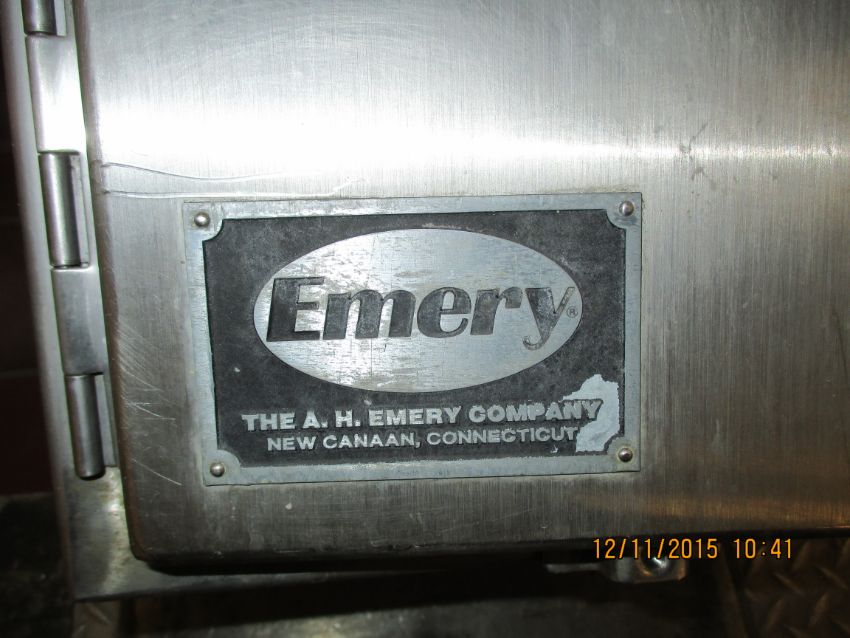 Emery®
THE A. H. EMERY COMPANY
NEW CANAAN, CONNECTICUT
12/11/2015 10:41